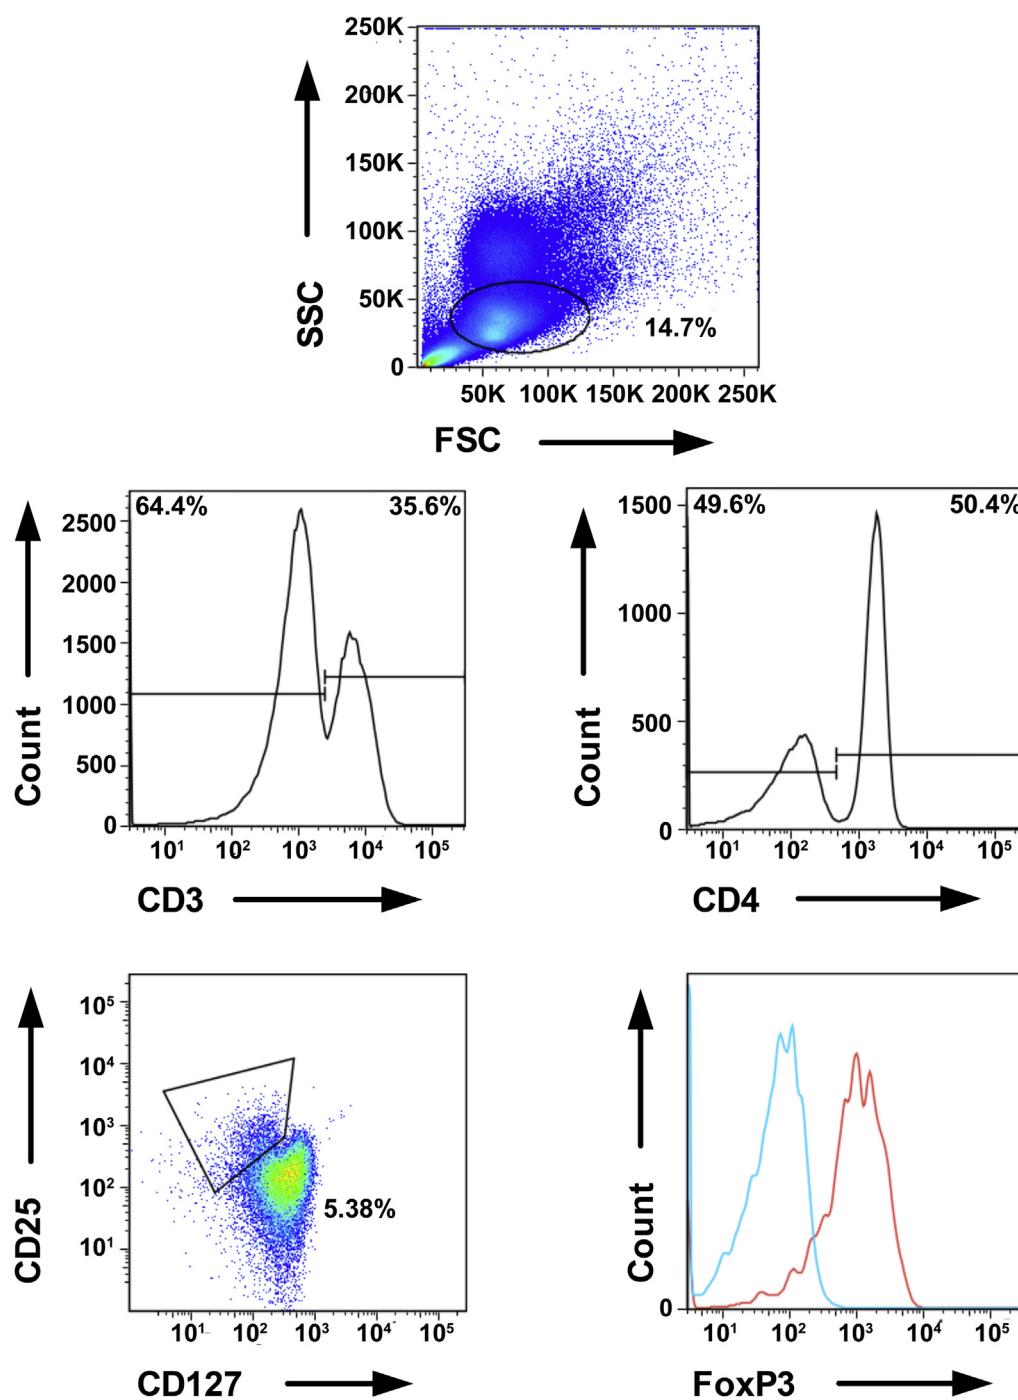 250K
200K
150K
100K
50K
0
SSC
14.7%
50K 100K 150K 200K 250K
FSC
64.4% 35.6%
2500
2000
1500
1000
500
0
Count
10¹ 10² 10³ 10⁴ 10⁵
CD3
49.6% 50.4%
1500
1000
500
0
Count
10¹ 10² 10³ 10⁴ 10⁵
CD4
10⁵
10⁴
10³
10²
10¹
CD25
5.38%
10¹ 10² 10³ 10⁴ 10⁵
CD127
Count
0
10¹ 10² 10³ 10⁴ 10⁵
FoxP3